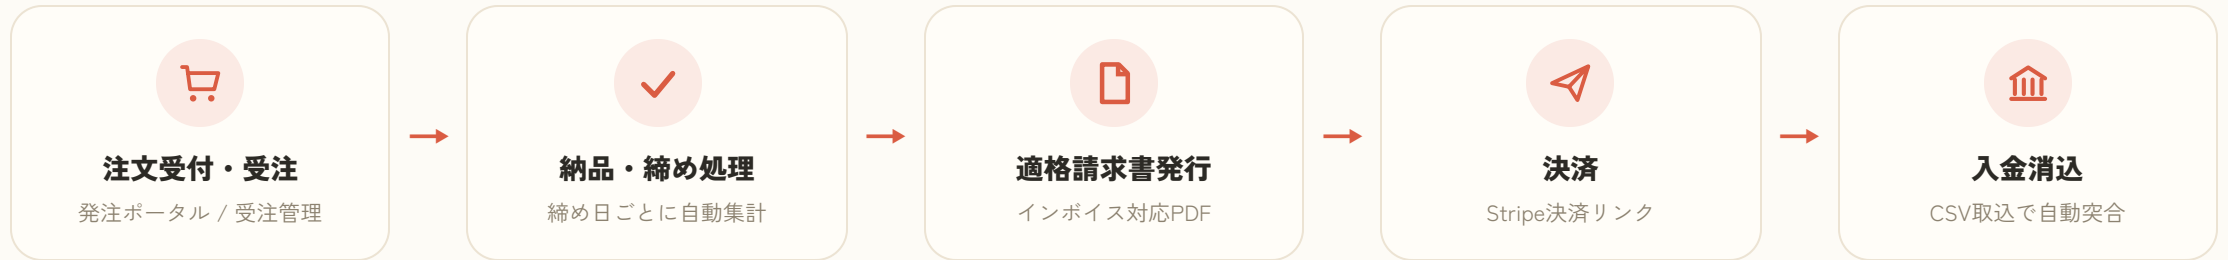 注文受付・受注
発注ポータル / 受注管理
納品・締め処理
締め日ごとに自動集計
適格請求書発行
インボイス対応PDF
決済
Stripe決済リンク
入金消込
CSV取込で自動突合